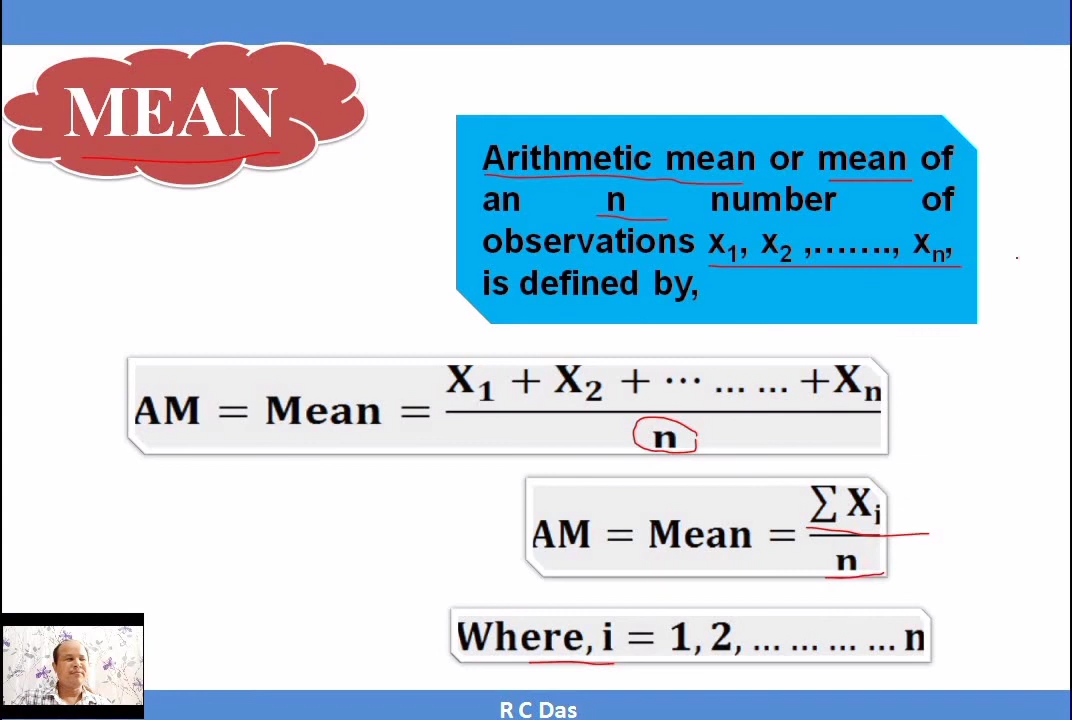 MEAN
Arithmetic mean or mean of
an n number of
observations x₁, x₂ ,……., xₙ,
is defined by,
AM = Mean = (X₁ + X₂ + ⋯ … … +Xₙ)/n
AM = Mean = (∑ Xᵢ)/n
Where, i = 1, 2, … … … … n
R C Das